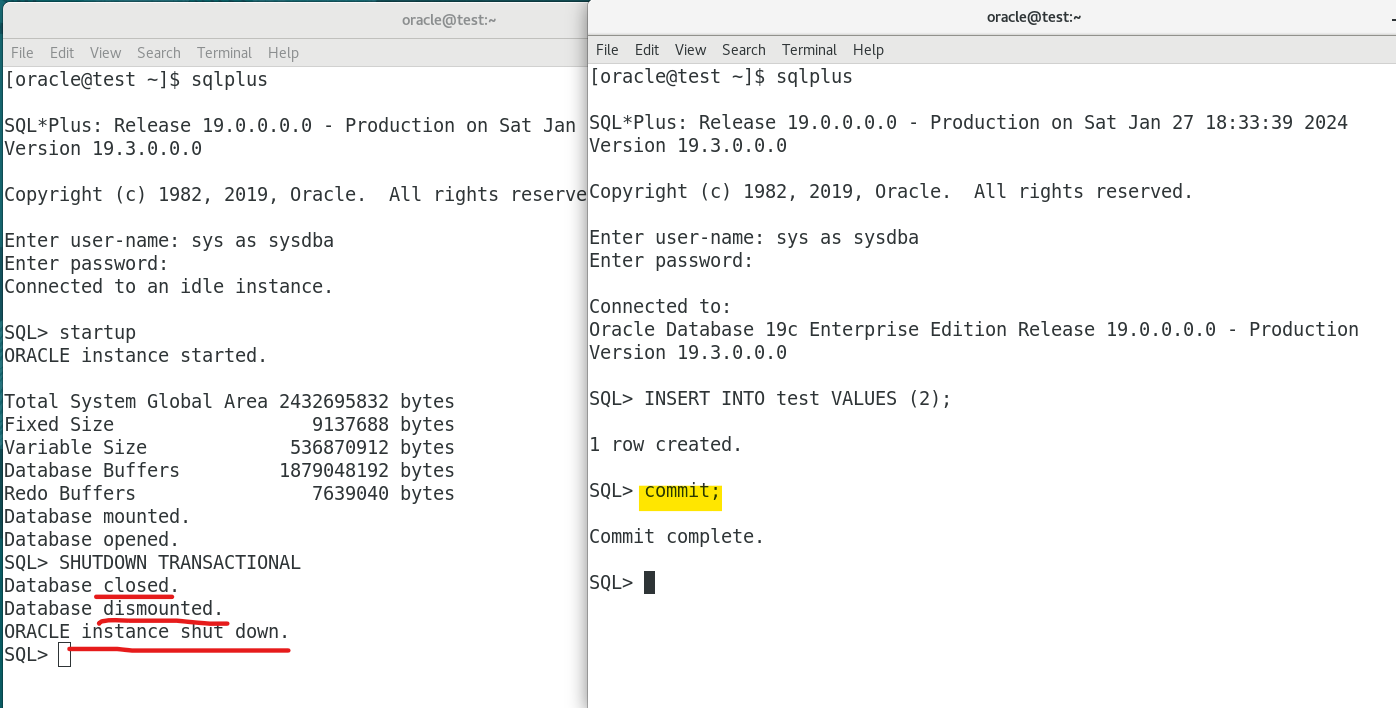 oracle@test:~
File Edit View Search Terminal Help
[oracle@test ~]$ sqlplus
SQL*Plus: Release 19.0.0.0.0 - Production on Sat Jan
Version 19.3.0.0.0
Copyright (c) 1982, 2019, Oracle.  All rights reserve
Enter user-name: sys as sysdba
Enter password:
Connected to an idle instance.
SQL> startup
ORACLE instance started.
Total System Global Area 2432695832 bytes
Fixed Size                  9137688 bytes
Variable Size             536870912 bytes
Database Buffers         1879048192 bytes
Redo Buffers                7639040 bytes
Database mounted.
Database opened.
SQL> SHUTDOWN TRANSACTIONAL
Database closed.
Database dismounted.
ORACLE instance shut down.
SQL>
oracle@test:~
File Edit View Search Terminal Help
[oracle@test ~]$ sqlplus
SQL*Plus: Release 19.0.0.0.0 - Production on Sat Jan 27 18:33:39 2024
Version 19.3.0.0.0
Copyright (c) 1982, 2019, Oracle.  All rights reserved.
Enter user-name: sys as sysdba
Enter password:
Connected to:
Oracle Database 19c Enterprise Edition Release 19.0.0.0.0 - Production
Version 19.3.0.0.0
SQL> INSERT INTO test VALUES (2);
1 row created.
SQL> commit;
Commit complete.
SQL>